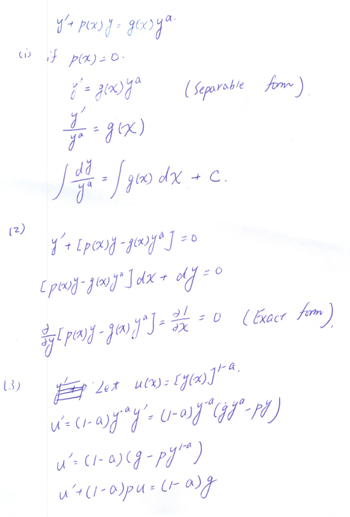 y' + p(x)y = g(x)y^a.
(i) if p(x) = 0.
y' = g(x)y^a (Separable form)
y'/y^a = g(x)
∫ dy/y^a = ∫ g(x) dx + C.
(2)
y' + [p(x)y - g(x)y^a] = 0
[p(x)y - g(x)y^a] dx + dy = 0
∂/∂y [p(x)y - g(x)y^a] = ∂1/∂x = 0 (Exact form)
(3) Let u(x) = [y(x)]^{1-a}.
u' = (1-a)y^{-a}y' = (1-a)y^{-a}(gy^a - py)
u' = (1-a)(g - py^{1-a})
u' + (1-a)pu = (1-a)g